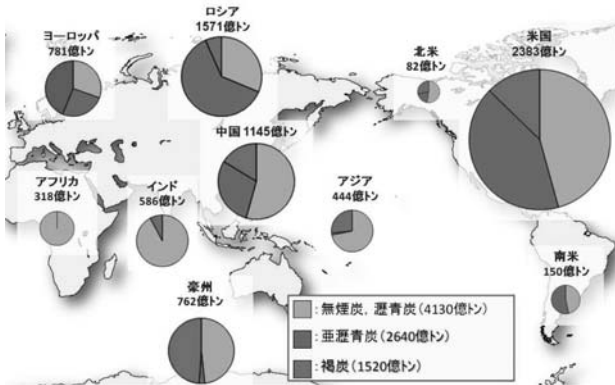 ロシア
1571億トン
ヨーロッパ
781億トン
北米
82億トン
米国
2383億トン
中国 1145億トン
アフリカ
318億トン
インド
586億トン
アジア
444億トン
南米
150億トン
豪州
762億トン
：無煙炭，瀝青炭（4130億トン）
：亜瀝青炭（2640億トン）
：褐炭（1520億トン）